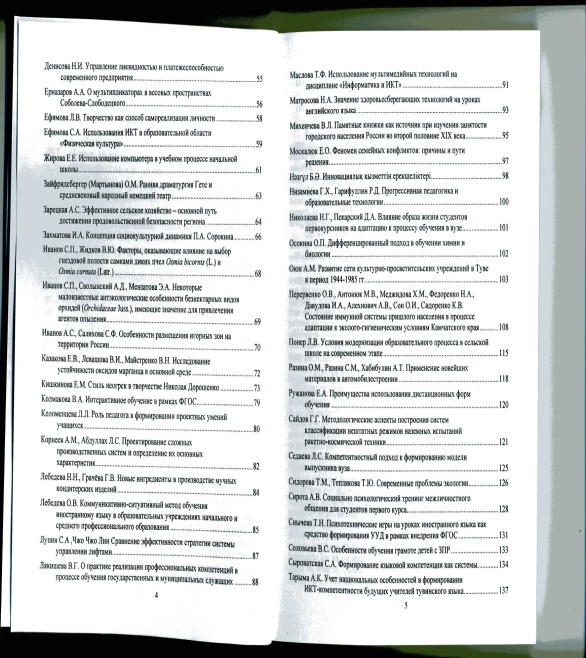 Денисова Н.И. Управление ликвидностью и платежеспособностью
современного предприятия....55
Ерназаров А.А. О мультипликаторах в весовых пространствах
Соболева-Слободецкого....56
Ефимова Л.В. Творчество как способ самореализации личности....58
Ефимова С.А. Использования ИКТ в образовательной области
«Физическая культура»....59
Жирова Е.Е. Использование компьютера в учебном процессе начальной
школы....61
Зайфридсбергер (Мартынова) О.М. Ранняя драматургия Гете и
средневековый народный немецкий театр....63
Зарецкая А.С. Эффективное сельское хозяйство – основной путь
достижения продовольственной безопасности региона....64
Захматова И.А. Концепция социокультурной динамики П.А. Сорокина....66
Иванов С.П., Жидков В.Ю. Факторы, оказывающие влияние на выбор
гнездовой полости самками диких пчел Osmia bicornis (L.) и
Osmia cornuta (Latr.)....68
Иванов С.П., Сволынский А.Д., Менматова Э.А. Некоторые
малоизвестные антэкологические особенности безнектарных видов
орхидей (Orchidaceae Juss.), имеющие значение для привлечения
агентов опыления....69
Иванов А.С., Салихова С.Ф. Особенности размещения игорных зон на
территории России....70
Казакова Е.В., Левашова В.И., Майстренко В.Н. Исследование
устойчивости оксидов марганца в основной среде....72
Кишкинова Е.М. Стиль неогрек в творчестве Николая Дорошенко....73
Колмакова В.А. Интерактивное обучение в рамках ФГОС....79
Коломенцева Л.Л. Роль педагога в формировании проектных умений
учащихся....80
Корнеев А.М., Абдуллах Л.С. Проектирование сложных
производственных систем и определение их основных
характеристик....82
Лебедева Н.Н., Грачёва Г.В. Новые ингредиенты в производстве мучных
кондитерских изделий....84
Лебедева О.В. Коммуникативно-ситуативный метод обучения
иностранному языку в образовательных учреждениях начального и
среднего профессионального образования....85
Лупин С.А ,Чжо Чжо Лин Сравнение эффективности стратегии системы
управления лифтами....87
Лякишева В.Г. О практике реализации профессиональных компетенций в
процессе обучения государственных и муниципальных служащих....88
4
Маслова Т.Ф. Использование мультимедийных технологий на
дисциплине «Информатика и ИКТ»....91
Матросова Н.А. Значение здоровьесберегающих технологий на уроках
английского языка....93
Михеичева В.Л. Памятные книжки как источник при изучении занятости
городского населения России во второй половине XIX века....95
Москалюк Е.О. Феномен семейных конфликтов: причины и пути
решения....97
Назгул Б.Ә. Инновациялық қызметтің ерекшеліктері....98
Низамиева Г.Х., Гарифуллин Р.Д. Прогрессивная педагогика и
образовательные технологии....100
Николаева Н.Г., Пекарский Д.А. Влияние образа жизни студентов
первокурсников на адаптацию к процессу обучения в вузе....101
Осокина О.П. Дифференцированный подход в обучении химии и
биологии....102
Оюн А.М. Развитие сети культурно-просветительских учреждений в Туве
в период 1944-1985 гг.....103
Переривенко О.В., Антонюк М.В., Меджидова Х.М., Федоренко Н.А.,
Давудова И.А., Алехнович А.В., Сон О.И., Сидоренко К.В.
Состояние иммунной системы пришлого населения в процессе
адаптации к эколого-гигиеническим условиям Камчатского края....108
Понер Л.В. Условия модернизации образовательного процесса в сельской
школе на современном этапе....115
Разина О.М., Разина С.М., Хабибулин А.Т. Применение новейших
материалов в автомобилестроении....118
Ружанова Е.А. Преимущества использования дистанционных форм
обучения....120
Сайдов Г.Г. Методологические аспекты построения систем
классификации нештатных режимов наземных испытаний
ракетно-космической техники....121
Седаева Л.С. Компетентностный подход к формированию модели
выпускника вуза....125
Сидорова Т.М., Теплякова Т.Ю. Современные проблемы экологии....126
Сирота А.В. Социально психологический тренинг межличностного
общения для студентов первого курса....128
Снычева Т.Н. Психотехнические игры на уроках иностранного языка как
средство формирования УУД в рамках внедрения ФГОС....131
Соловьева В.С. Особенности обучения грамоте детей с ЗПР....133
Сыроватская С.А. Формирование языковой компетенции как системы....134
Тарыма А.К. Учет национальных особенностей в формировании
ИКТ-компетентности будущих учителей тувинского языка....137
5